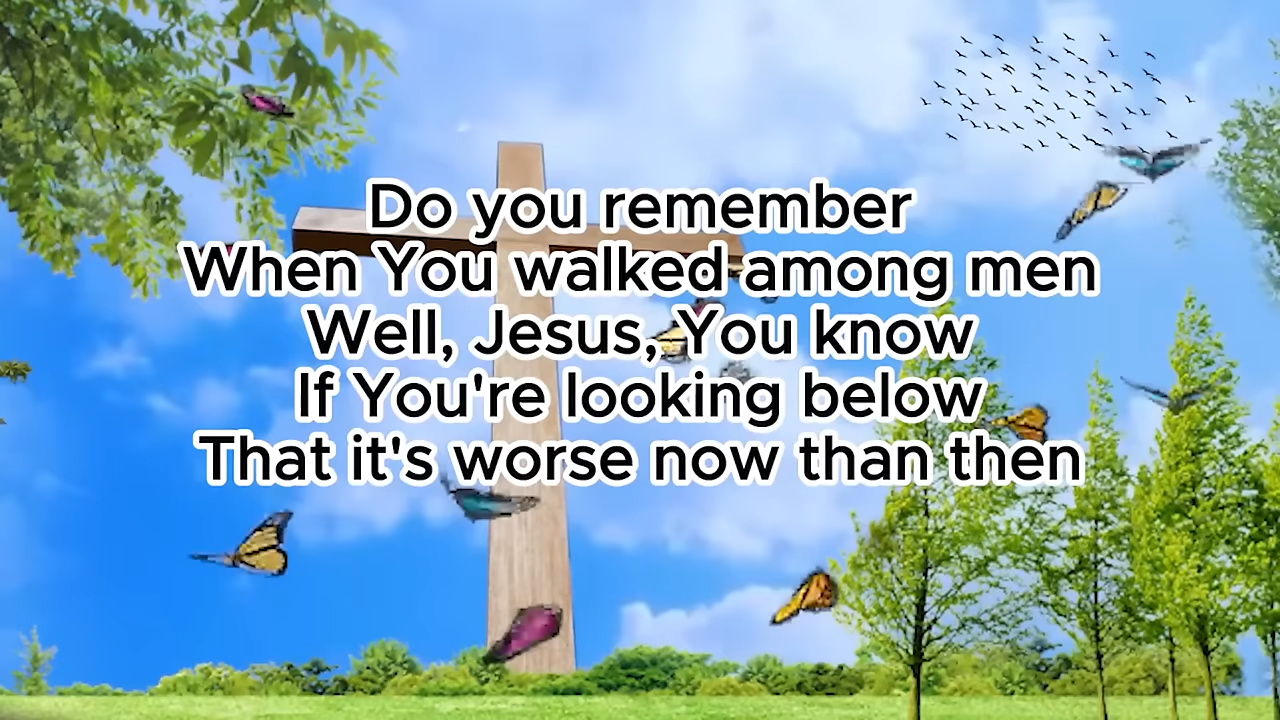 Do you remember
When You walked among men
Well, Jesus, You know
If You're looking below
That it's worse now than then